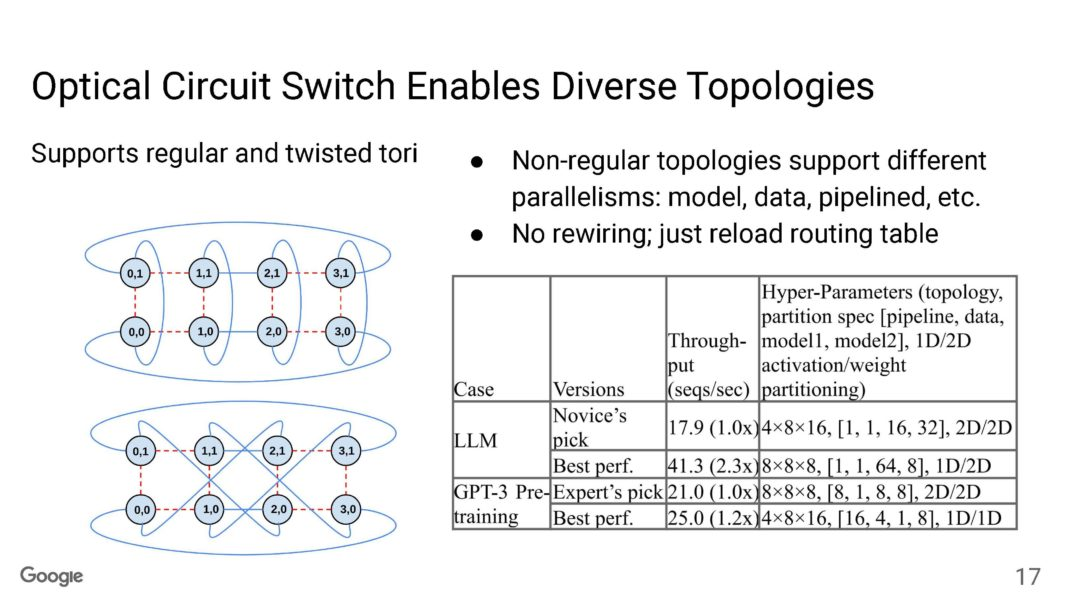 Optical Circuit Switch Enables Diverse Topologies
Supports regular and twisted tori
● Non-regular topologies support different
parallelisms: model, data, pipelined, etc.
● No rewiring; just reload routing table
0,1 1,1 2,1 3,1
0,0 1,0 2,0 3,0
0,1 1,1 2,1 3,1
0,0 1,0 2,0 3,0
Case Versions Through-
put
(seqs/sec) Hyper-Parameters (topology,
partition spec [pipeline, data,
model1, model2], 1D/2D
activation/weight
partitioning)
LLM Novice’s
pick 17.9 (1.0x) 4×8×16, [1, 1, 16, 32], 2D/2D
Best perf. 41.3 (2.3x) 8×8×8, [1, 1, 64, 8], 1D/2D
GPT-3 Pre-
training Expert’s pick 21.0 (1.0x) 8×8×8, [8, 1, 8, 8], 2D/2D
Best perf. 25.0 (1.2x) 4×8×16, [16, 4, 1, 8], 1D/1D
Google
17